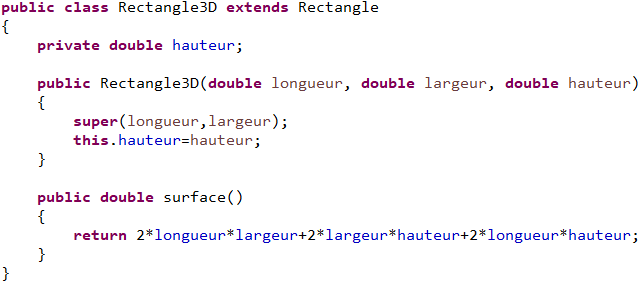 public class Rectangle3D extends Rectangle
{
    private double hauteur;

    public Rectangle3D(double longueur, double largeur, double hauteur)
    {
        super(longueur,largeur);
        this.hauteur=hauteur;
    }

    public double surface()
    {
        return 2*longueur*largeur+2*largeur*hauteur+2*longueur*hauteur;
    }
}